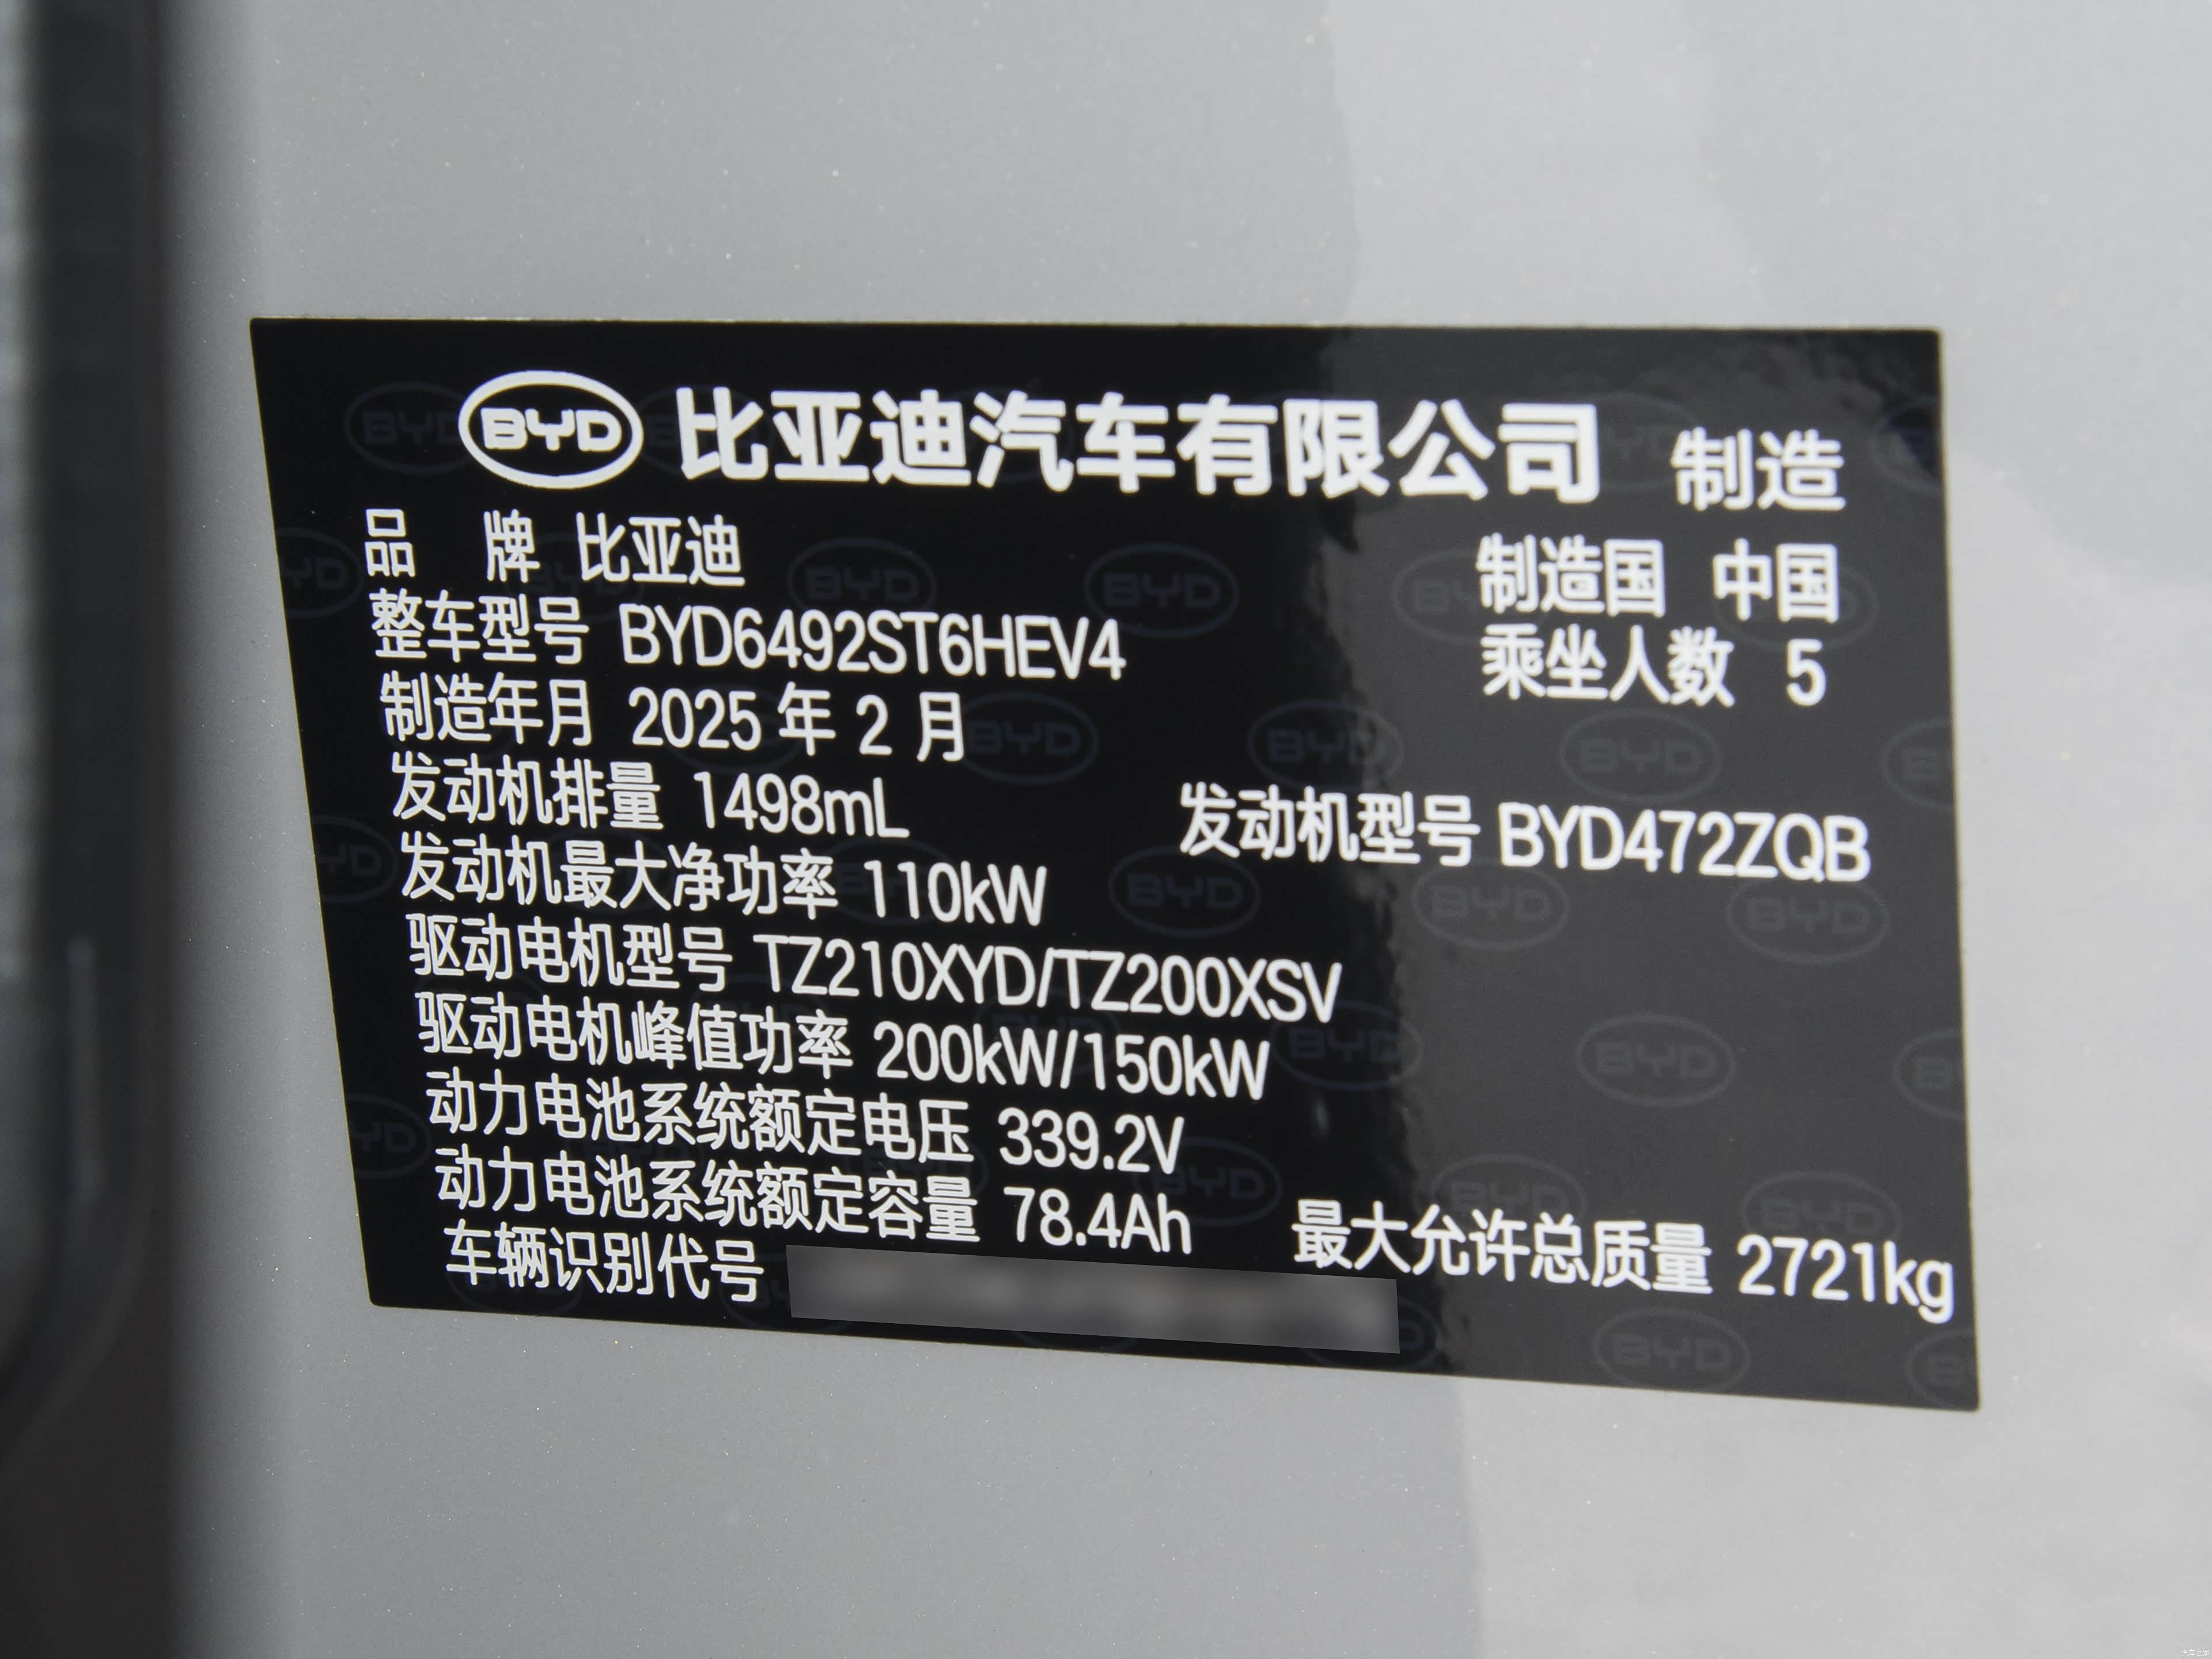 BYD 比亚迪汽车有限公司 制造
品 牌 比亚迪 制造国 中国
整车型号 BYD6492ST6HEV4 乘坐人数 5
制造年月 2025 年 2 月
发动机排量 1498mL 发动机型号 BYD472ZQB
发动机最大净功率 110kW
驱动电机型号 TZ210XYD/TZ200XSV
驱动电机峰值功率 200kW/150kW
动力电池系统额定电压 339.2V
动力电池系统额定容量 78.4Ah 最大允许总质量 2721kg
车辆识别代号
汽车之家